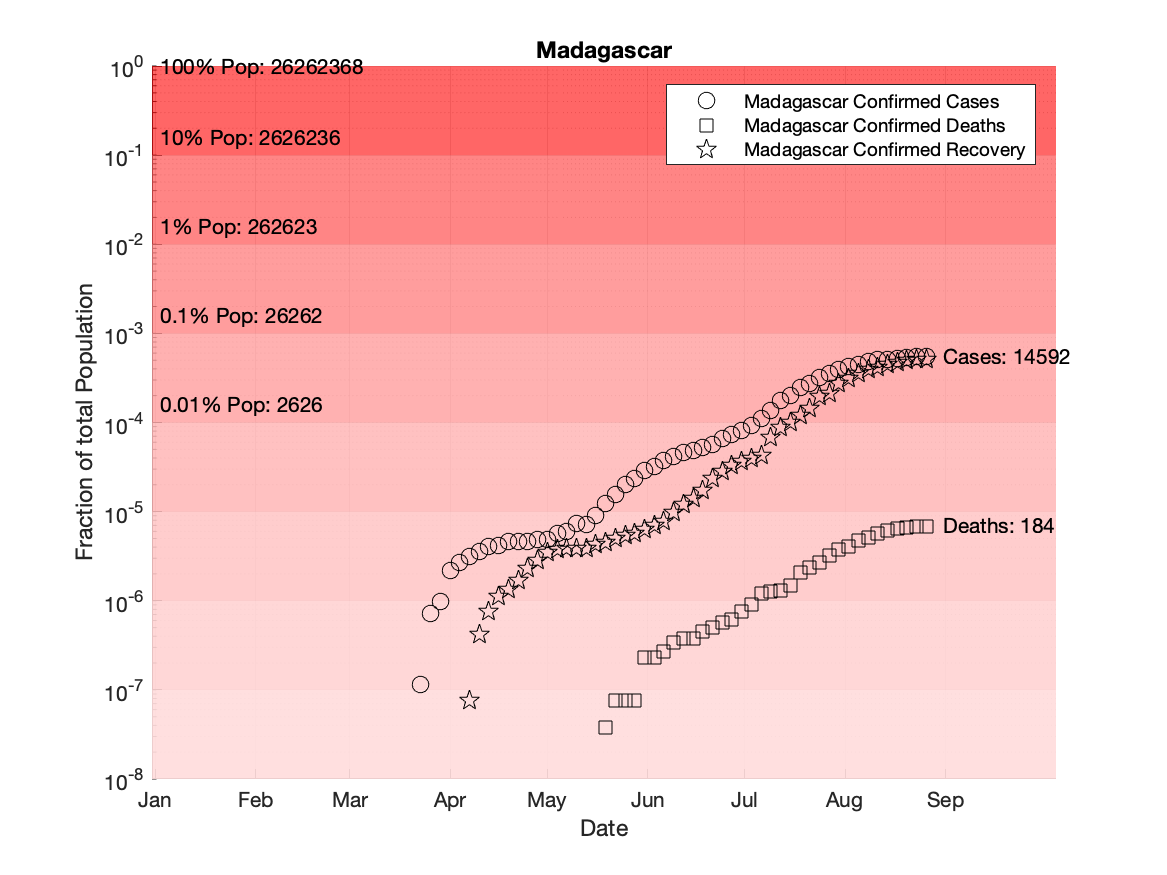 Madagascar
10^0
100% Pop: 26262368
Madagascar Confirmed Cases
Madagascar Confirmed Deaths
Madagascar Confirmed Recovery
10% Pop: 2626236
10^-1
1% Pop: 262623
10^-2
0.1% Pop: 26262
10^-3
Cases: 14592
0.01% Pop: 2626
10^-4
10^-5
Deaths: 184
10^-6
10^-7
10^-8
Fraction of total Population
Jan Feb Mar Apr May Jun Jul Aug Sep
Date